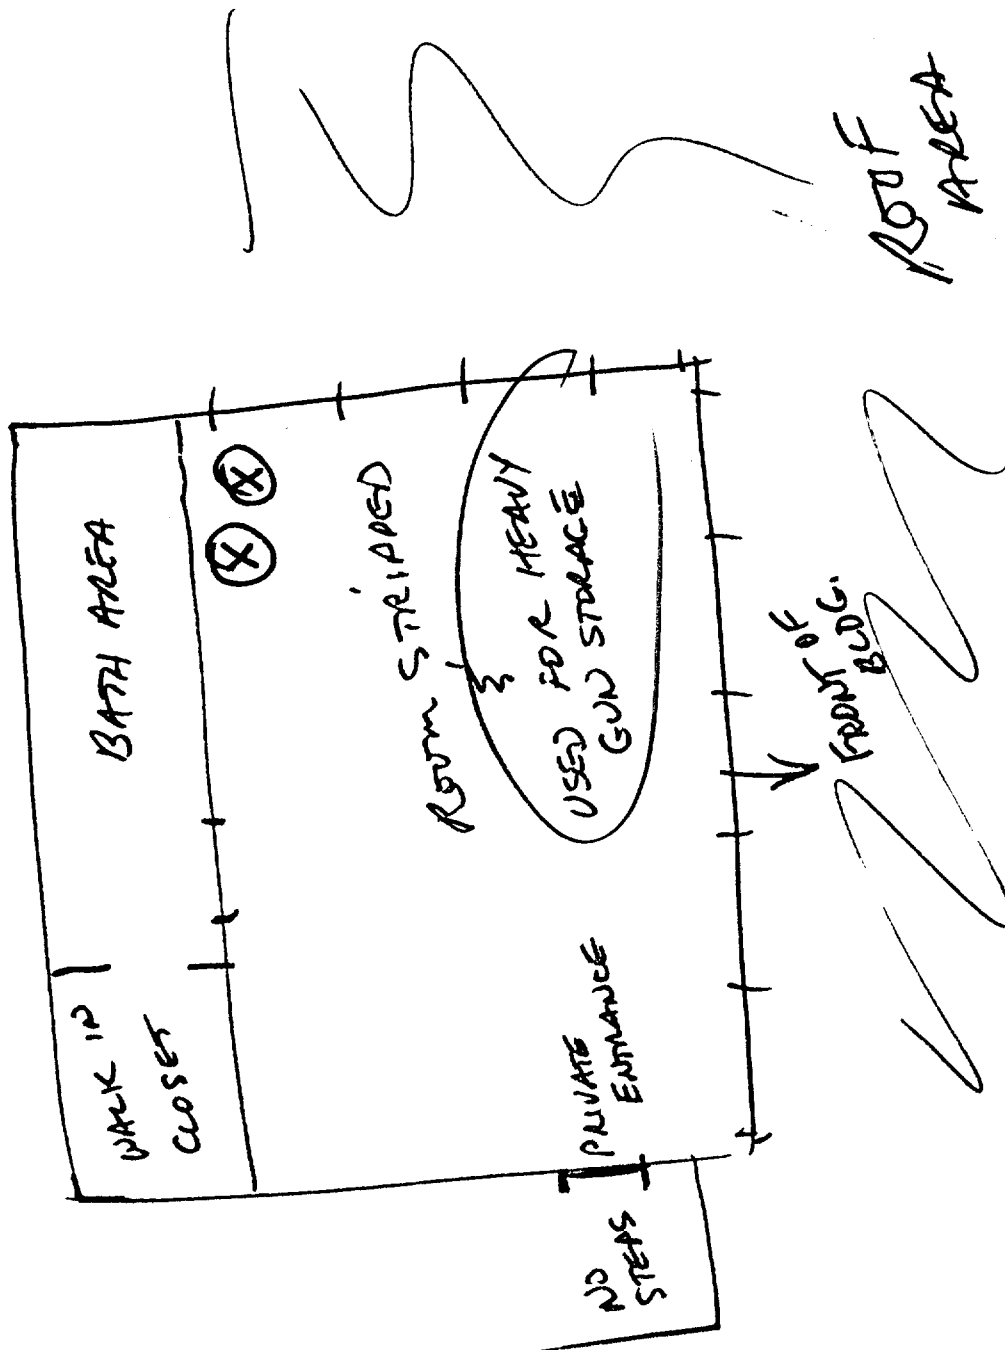 WALK IN
CLOSET
BATH AREA
X X
ROOM STRIPPED
&
USED FOR HEAVY
GUN STORAGE
NO
STEPS
PRIVATE
ENTRANCE
FRONT OF
BLDG.
ROOF
AREA